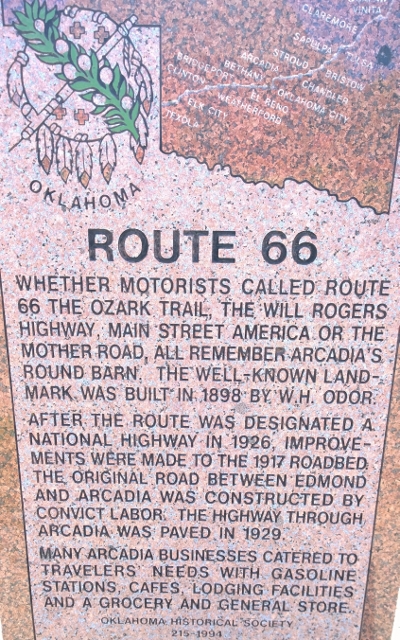 VINITA
CLAREMORE
SAPULPA
STROUD
BRISTOW
ARCADIA
CHANDLER
BETHANY
OKLAHOMA CITY
BRIDGEPORT
EL RENO
CLINTON
WEATHERFORD
ELK CITY
TEXOLA
OKLAHOMA
ROUTE 66
WHETHER MOTORISTS CALLED ROUTE
66 THE OZARK TRAIL, THE WILL ROGERS
HIGHWAY, MAIN STREET AMERICA OR THE
MOTHER ROAD, ALL REMEMBER ARCADIA'S
ROUND BARN. THE WELL-KNOWN LAND-
MARK WAS BUILT IN 1898 BY W.H. ODOR.
AFTER THE ROUTE WAS DESIGNATED A
NATIONAL HIGHWAY IN 1926, IMPROVE-
MENTS WERE MADE TO THE 1917 ROADBED.
THE ORIGINAL ROAD BETWEEN EDMOND
AND ARCADIA WAS CONSTRUCTED BY
CONVICT LABOR. THE HIGHWAY THROUGH
ARCADIA WAS PAVED IN 1929.
MANY ARCADIA BUSINESSES CATERED TO
TRAVELERS' NEEDS WITH GASOLINE
STATIONS, CAFES, LODGING FACILITIES
AND A GROCERY AND GENERAL STORE.
OKLAHOMA HISTORICAL SOCIETY
215-1994